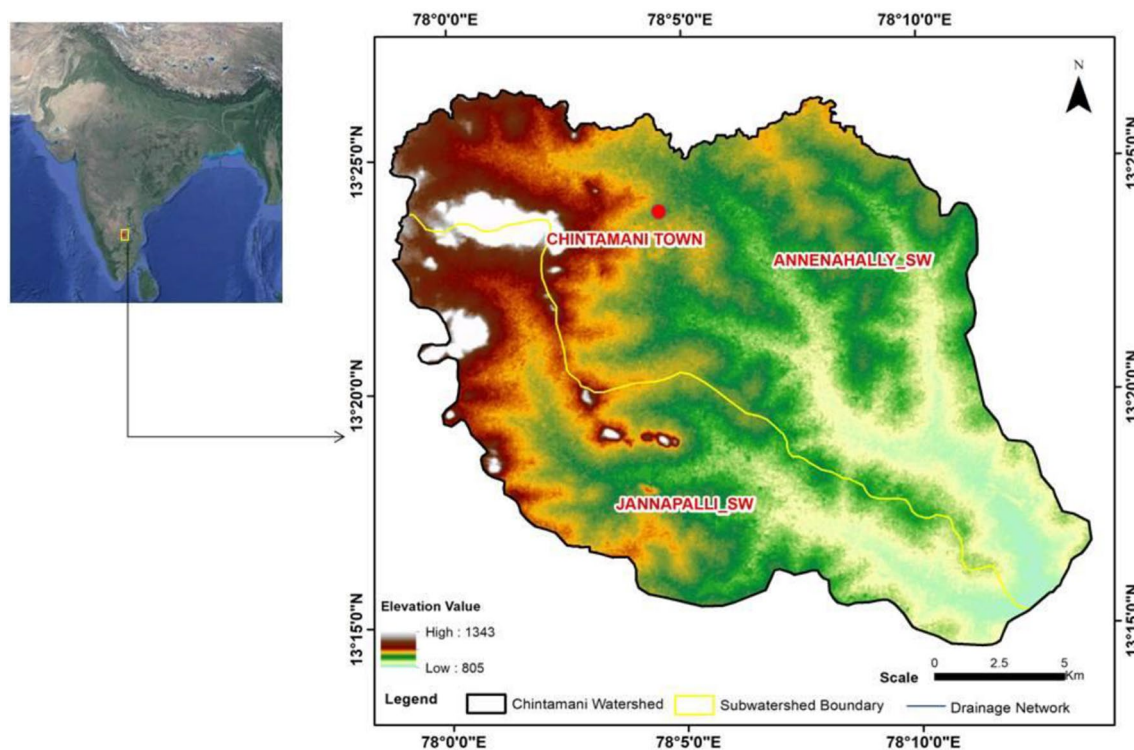 78°0'0"E 78°5'0"E 78°10'0"E
N
13°25'0"N 13°25'0"N
CHINTAMANI TOWN
ANNENAHALLY_SW
13°20'0"N 13°20'0"N
JANNAPALLI_SW
Elevation Value
High : 1343
Low : 805
13°15'0"N 13°15'0"N
Scale 0 2.5 5
Km
Legend Chintamani Watershed Subwatershed Boundary Drainage Network
78°0'0"E 78°5'0"E 78°10'0"E